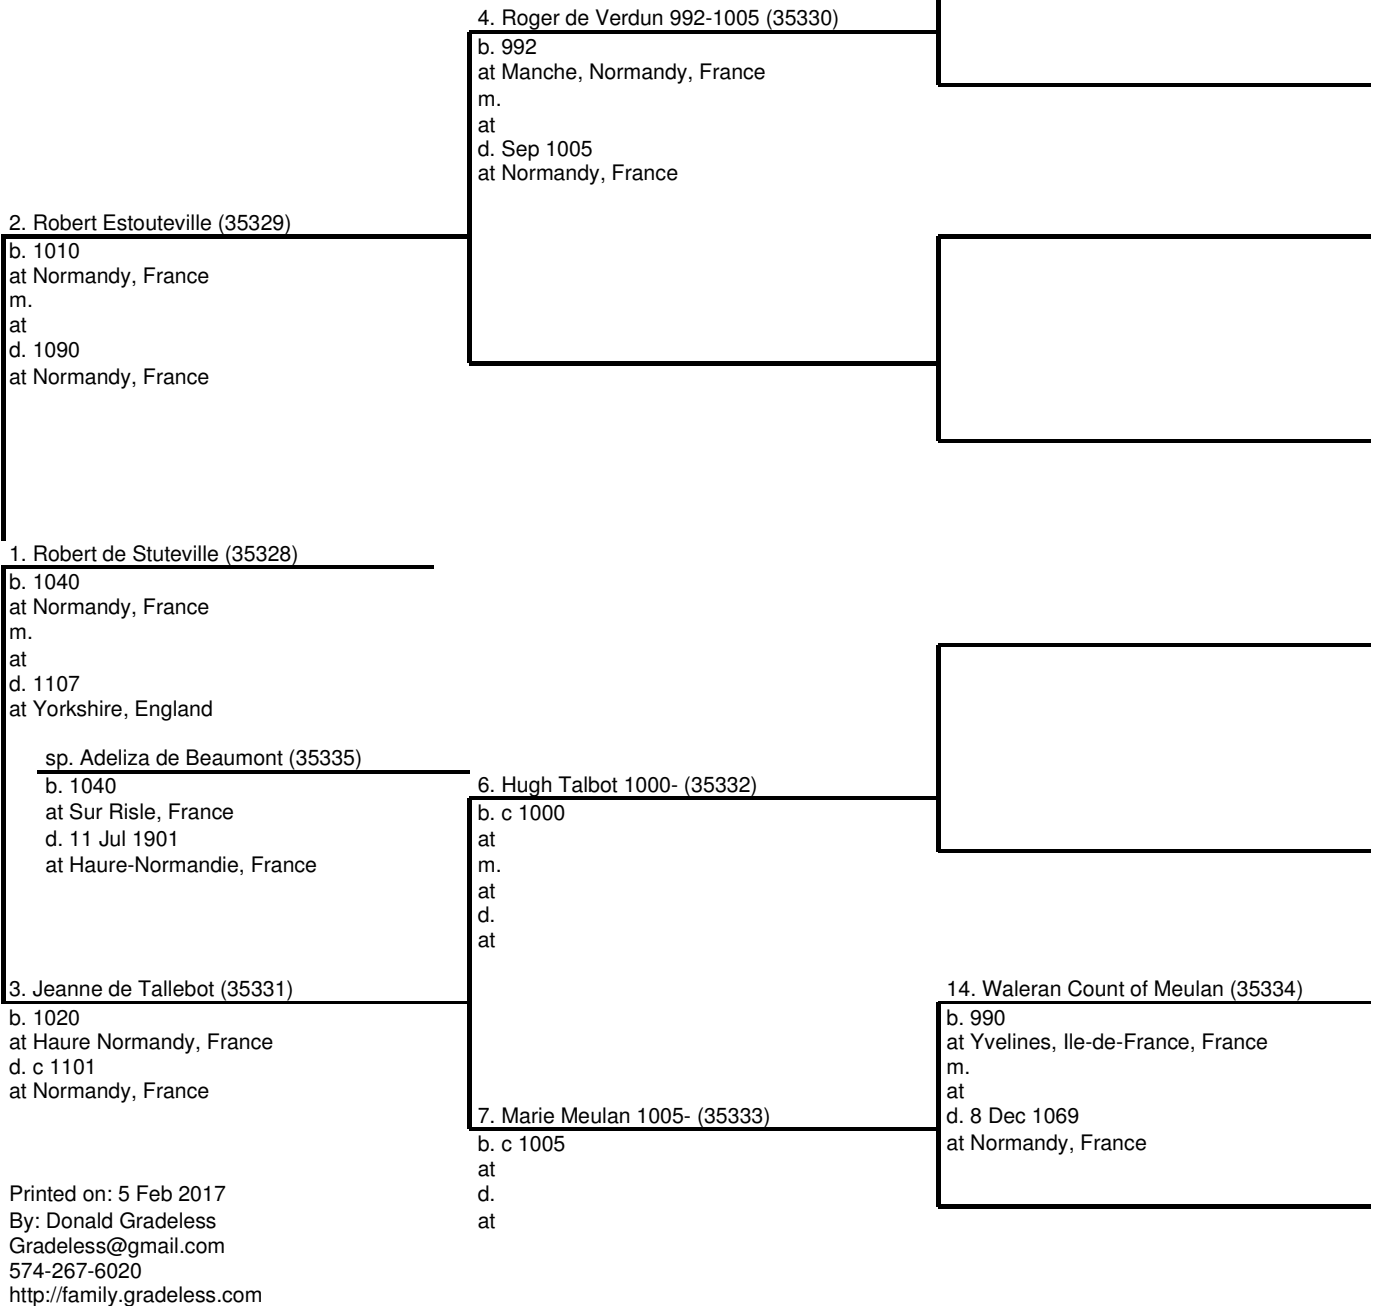 4. Roger de Verdun 992-1005 (35330)
b. 992
at Manche, Normandy, France
m.
at
d. Sep 1005
at Normandy, France
2. Robert Estouteville (35329)
b. 1010
at Normandy, France
m.
at
d. 1090
at Normandy, France
1. Robert de Stuteville (35328)
b. 1040
at Normandy, France
m.
at
d. 1107
at Yorkshire, England
sp. Adeliza de Beaumont (35335)
b. 1040
at Sur Risle, France
d. 11 Jul 1901
at Haure-Normandie, France
6. Hugh Talbot 1000- (35332)
b. c 1000
at
m.
at
d.
at
3. Jeanne de Tallebot (35331)
b. 1020
at Haure Normandy, France
d. c 1101
at Normandy, France
14. Waleran Count of Meulan (35334)
b. 990
at Yvelines, Ile-de-France, France
m.
at
d. 8 Dec 1069
at Normandy, France
7. Marie Meulan 1005- (35333)
b. c 1005
at
d.
at
Printed on: 5 Feb 2017
By: Donald Gradeless
Gradeless@gmail.com
574-267-6020
http://family.gradeless.com